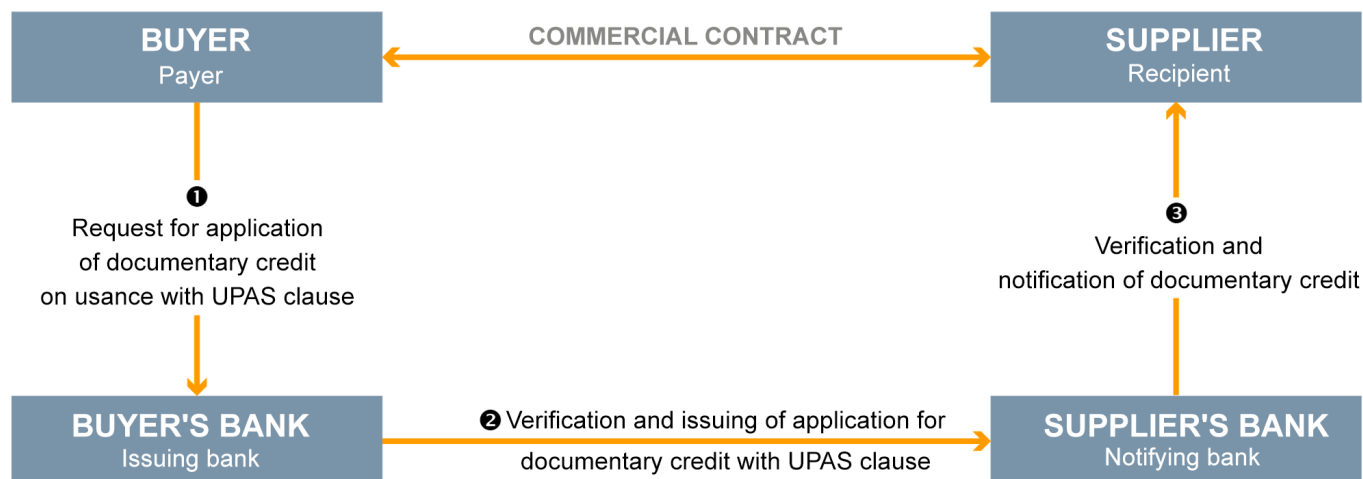 BUYER
Payer
COMMERCIAL CONTRACT
SUPPLIER
Recipient
❶
Request for application
of documentary credit
on usance with UPAS clause
❸
Verification and
notification of documentary credit
BUYER'S BANK
Issuing bank
❷ Verification and issuing of application for
documentary credit with UPAS clause
SUPPLIER'S BANK
Notifying bank